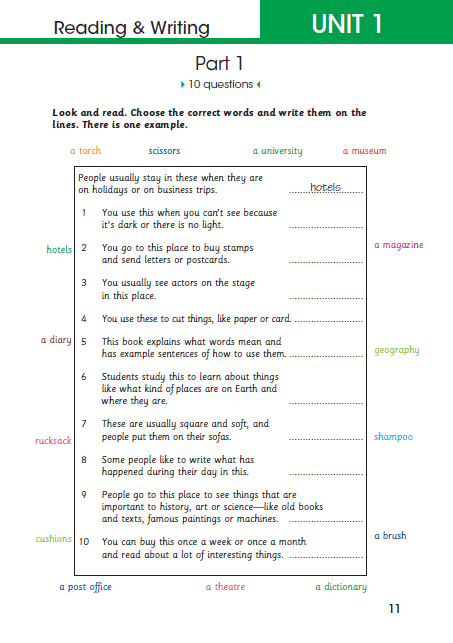 Reading & Writing
UNIT 1
Part 1
10 questions
Look and read. Choose the correct words and write them on the
lines. There is one example.
a torch scissors a university a museum
People usually stay in these when they are
on holidays or on business trips. ......hotels......
1 You use this when you can't see because
it's dark or there is no light. ........................
hotels
2 You go to this place to buy stamps
and send letters or postcards. ........................
a magazine
3 You usually see actors on the stage
in this place. ........................
4 You use these to cut things, like paper or card. ........................
a diary
5 This book explains what words mean and
has example sentences of how to use them. ........................
geography
6 Students study this to learn about things
like what kind of places are on Earth and
where they are. ........................
7 These are usually square and soft, and
people put them on their sofas. ........................
rucksack
shampoo
8 Some people like to write what has
happened during their day in this. ........................
9 People go to this place to see things that are
important to history, art or science—like old books
and texts, famous paintings or machines. ........................
cushions
a brush
10 You can buy this once a week or once a month
and read about a lot of interesting things. ........................
a post office a theatre a dictionary
11